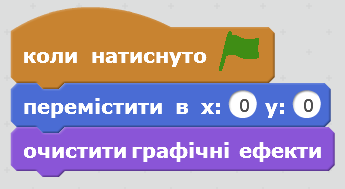 коли натиснуто
перемістити в x: 0 y: 0
очистити графічні ефекти